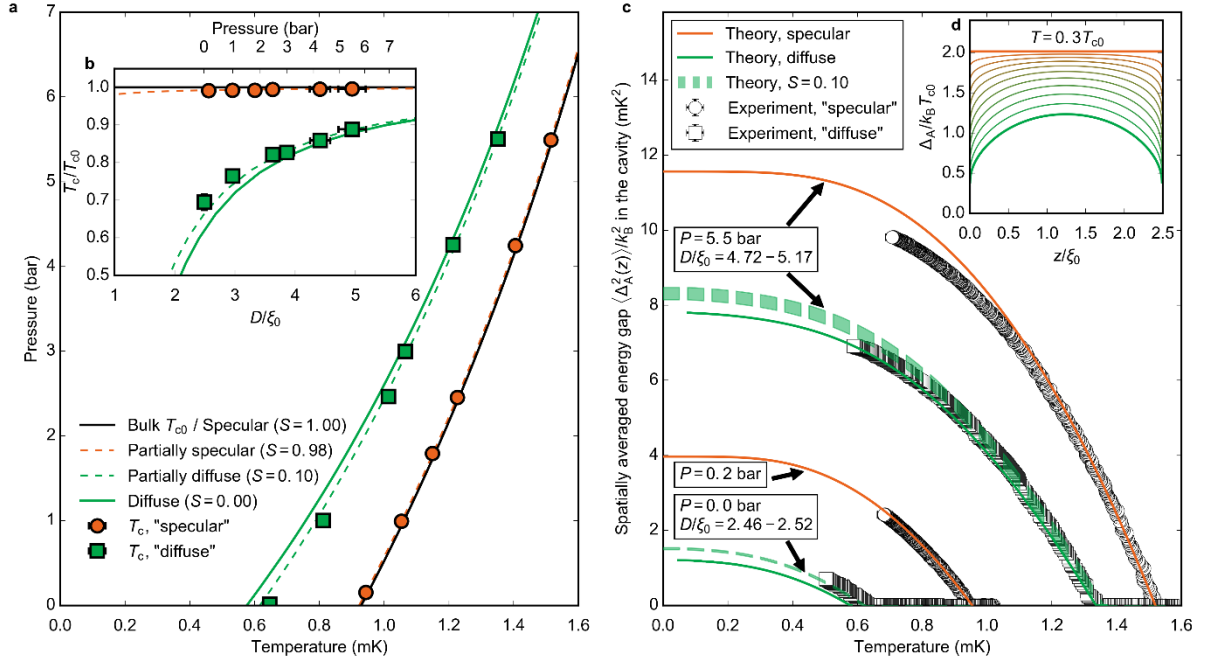 a
Pressure (bar)
0 1 2 3 4 5 6 7
b
1.0
0.9
0.8
0.7
0.6
0.5
T_c/T_c0
1 2 3 4 5 6
D/ξ_0
7
6
5
4
3
2
1
0
Pressure (bar)
Bulk T_c0 / Specular (S = 1.00)
Partially specular (S = 0.98)
Partially diffuse (S = 0.10)
Diffuse (S = 0.00)
T_c, "specular"
T_c, "diffuse"
0.0 0.2 0.4 0.6 0.8 1.0 1.2 1.4 1.6
Temperature (mK)
c
Spatially averaged energy gap ⟨Δ_A^2(z)⟩/k_B^2 in the cavity (mK²)
14
12
10
8
6
4
2
0
Theory, specular
Theory, diffuse
Theory, S = 0.10
Experiment, "specular"
Experiment, "diffuse"
P = 5.5 bar
D/ξ_0 = 4.72 − 5.17
P = 0.2 bar
P = 0.0 bar
D/ξ_0 = 2.46 − 2.52
0.0 0.2 0.4 0.6 0.8 1.0 1.2 1.4 1.6
Temperature (mK)
d
T = 0.3T_c0
Δ_A/k_B T_c0
2.0
1.5
1.0
0.5
0.0
0.0 0.5 1.0 1.5 2.0 2.5
z/ξ_0